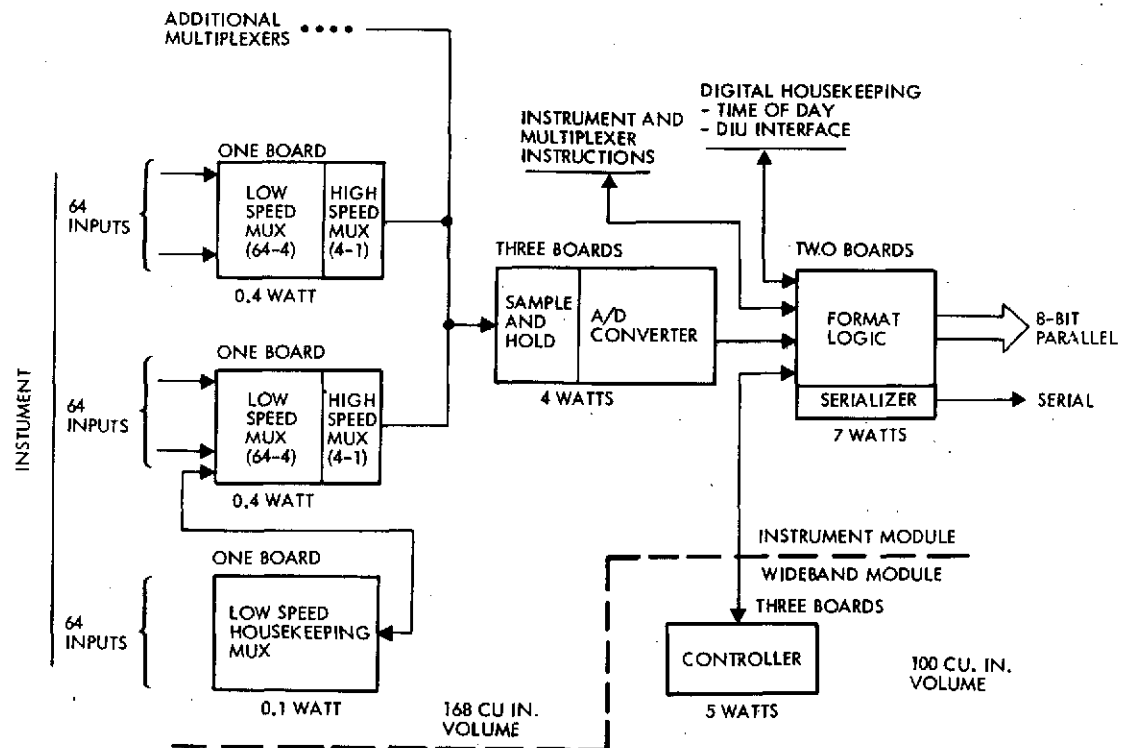 ADDITIONAL
MULTIPLEXERS
DIGITAL HOUSEKEEPING
- TIME OF DAY
- DIU INTERFACE
INSTRUMENT AND
MULTIPLEXER
INSTRUCTIONS
ONE BOARD
64
INPUTS
LOW
SPEED
MUX
(64-4)
HIGH
SPEED
MUX
(4-1)
0.4 WATT
THREE BOARDS
SAMPLE
AND
HOLD
A/D
CONVERTER
4 WATTS
TWO BOARDS
FORMAT
LOGIC
SERIALIZER
7 WATTS
8-BIT
PARALLEL
SERIAL
INSTUMENT
ONE BOARD
64
INPUTS
LOW
SPEED
MUX
(64-4)
HIGH
SPEED
MUX
(4-1)
0.4 WATT
ONE BOARD
64
INPUTS
LOW SPEED
HOUSEKEEPING
MUX
0.1 WATT
168 CU IN.
VOLUME
INSTRUMENT MODULE
WIDEBAND MODULE
THREE BOARDS
CONTROLLER
5 WATTS
100 CU. IN.
VOLUME